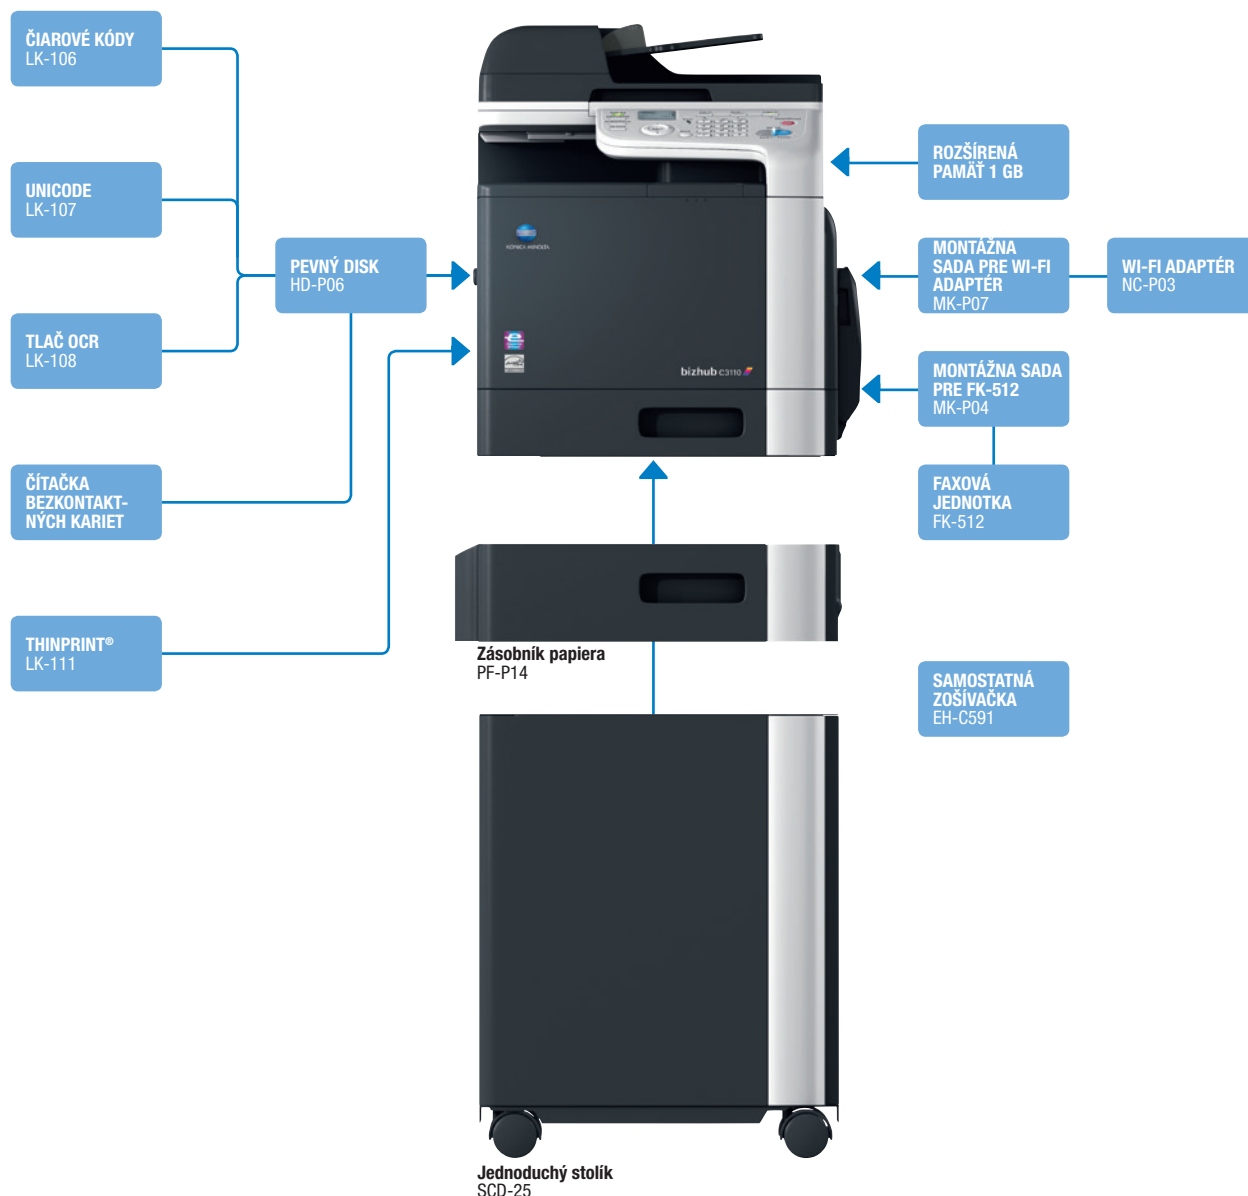 ČIAROVÉ KÓDY
LK-106
UNICODE
LK-107
TLAČ OCR
LK-108
ČÍTAČKA
BEZKONTAKT-
NÝCH KARIET
THINPRINT®
LK-111
PEVNÝ DISK
HD-P06
KONICA MINOLTA
bizhub C3110
ROZŠÍRENÁ
PAMÄŤ 1 GB
MONTÁŽNA
SADA PRE WI-FI
ADAPTÉR
MK-P07
WI-FI ADAPTÉR
NC-P03
MONTÁŽNA SADA
PRE FK-512
MK-P04
FAXOVÁ
JEDNOTKA
FK-512
SAMOSTATNÁ
ZOŠÍVAČKA
EH-C591
Zásobník papiera
PF-P14
Jednoduchý stolík
SCD-25